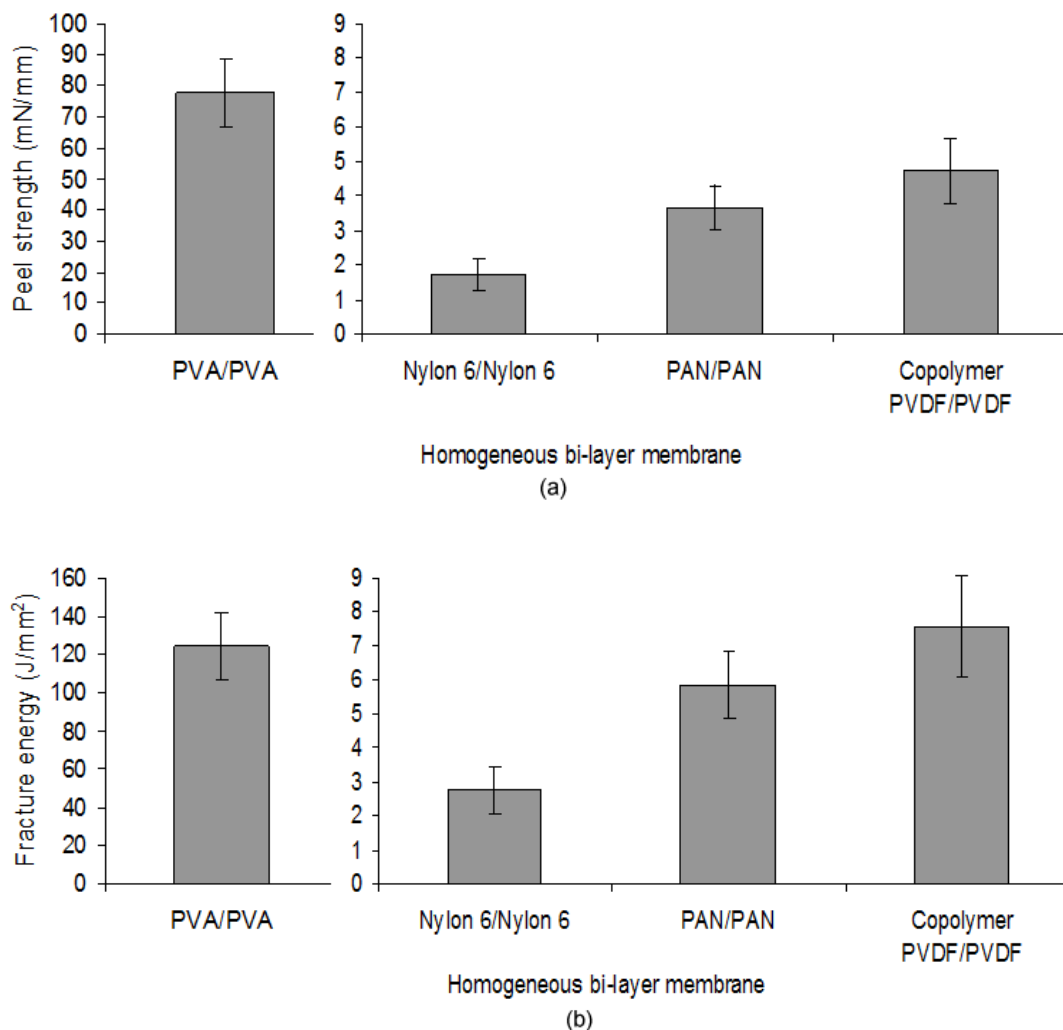 Peel strength (mN/mm)
100
90
80
70
60
50
40
30
20
10
0
PVA/PVA
9
8
7
6
5
4
3
2
1
0
Nylon 6/Nylon 6
PAN/PAN
Copolymer
PVDF/PVDF
Homogeneous bi-layer membrane
(a)
Fracture energy (J/mm²)
160
140
120
100
80
60
40
20
0
PVA/PVA
9
8
7
6
5
4
3
2
1
0
Nylon 6/Nylon 6
PAN/PAN
Copolymer
PVDF/PVDF
Homogeneous bi-layer membrane
(b)